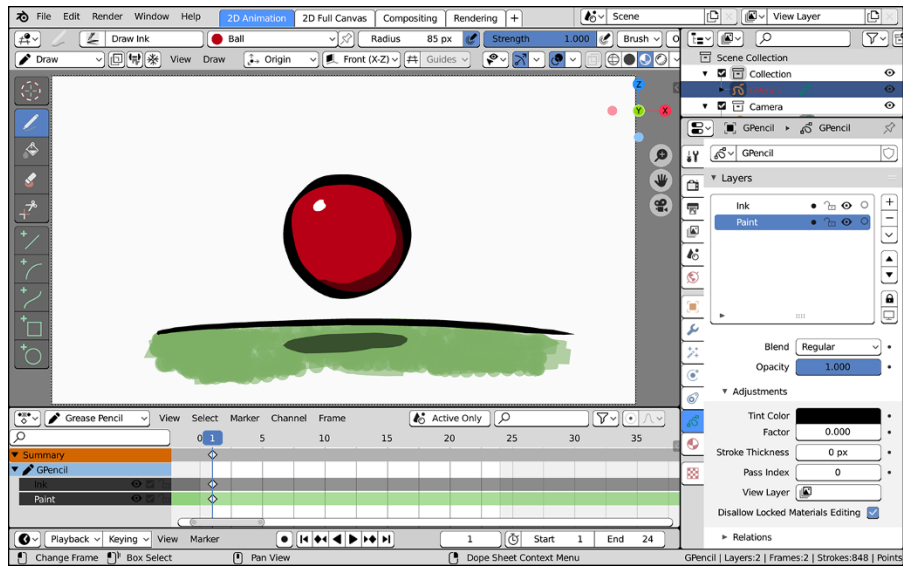 File Edit Render Window Help 2D Animation 2D Full Canvas Compositing Rendering + Scene View Layer
Draw Ink Ball Radius 85 px Strength 1.000 Brush
Draw View Draw Origin Front (X-Z) Guides
Scene Collection
Collection
Camera
Z
Y
X
GPencil GPencil
GPencil
Layers
Ink
Paint
Blend Regular
Opacity 1.000
Adjustments
Tint Color
Factor 0.000
Stroke Thickness 0 px
Pass Index 0
View Layer
Disallow Locked Materials Editing
Relations
Grease Pencil View Select Marker Channel Frame Active Only
0 1 5 10 15 20 25 30 35
Summary
GPencil
Ink
Paint
Playback Keying View Marker 1 Start 1 End 24
Change Frame Box Select Pan View Dope Sheet Context Menu GPencil | Layers:2 | Frames:2 | Strokes:848 | Points